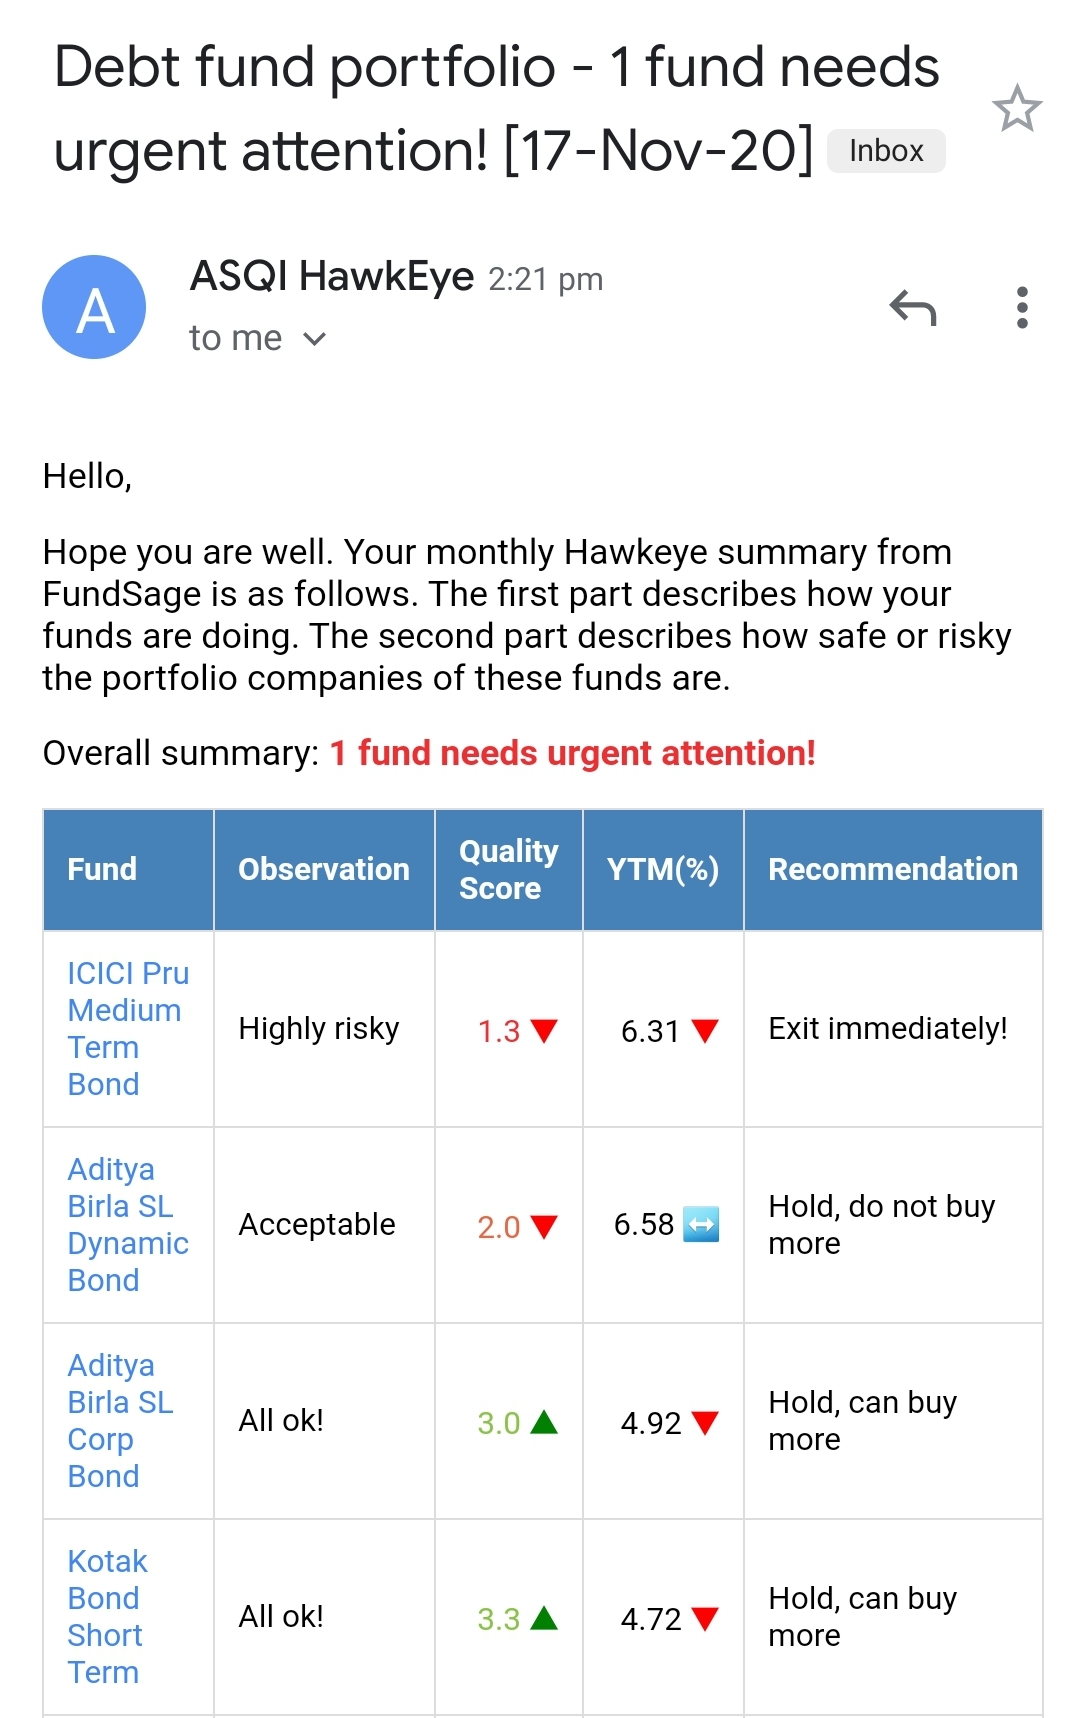 Debt fund portfolio - 1 fund needs
urgent attention! [17-Nov-20] Inbox
A
ASQI HawkEye 2:21 pm
to me
Hello,
Hope you are well. Your monthly Hawkeye summary from
FundSage is as follows. The first part describes how your
funds are doing. The second part describes how safe or risky
the portfolio companies of these funds are.
Overall summary: 1 fund needs urgent attention!
Fund Observation Quality Score YTM(%) Recommendation
ICICI Pru
Medium
Term
Bond
Highly risky 1.3 6.31 Exit immediately!
Aditya
Birla SL
Dynamic
Bond
Acceptable 2.0 6.58 Hold, do not buy
more
Aditya
Birla SL
Corp
Bond
All ok! 3.0 4.92 Hold, can buy
more
Kotak
Bond
Short
Term
All ok! 3.3 4.72 Hold, can buy
more